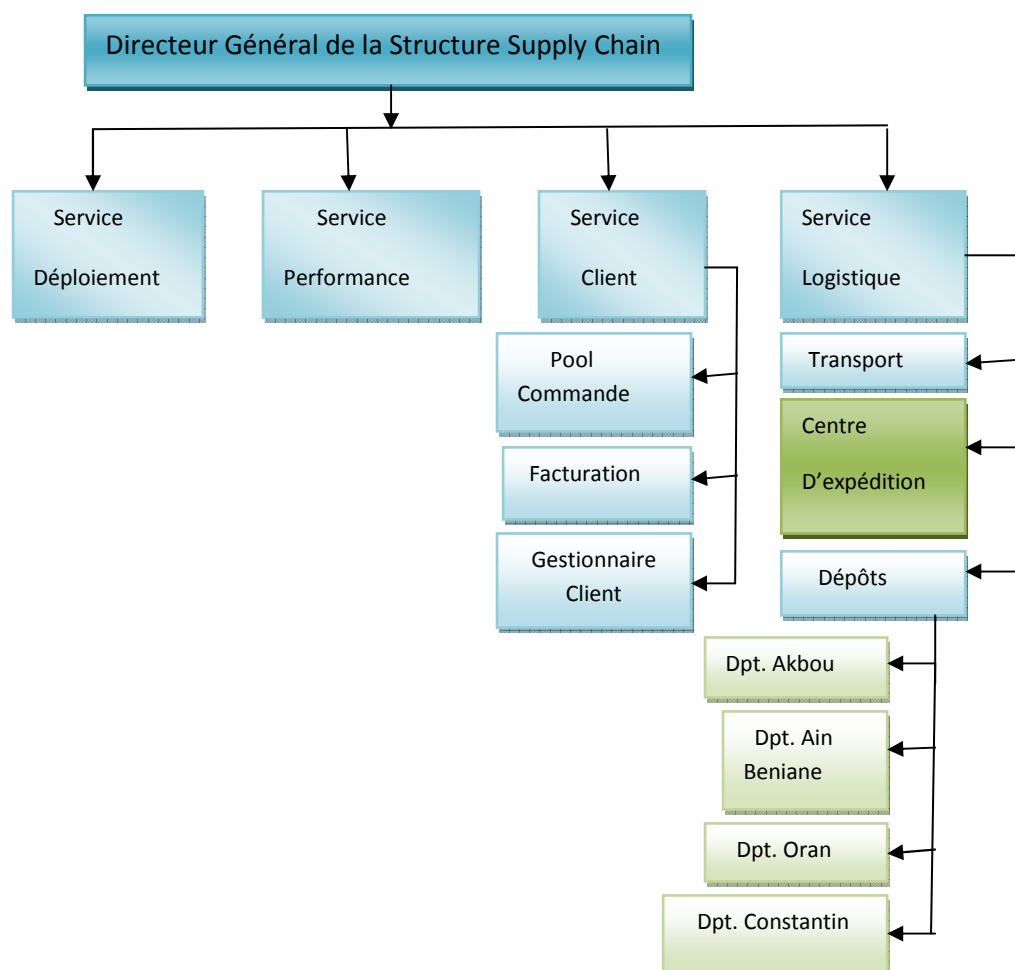 Directeur Général de la Structure Supply Chain
Service
Déploiement
Service
Performance
Service
Client
Service
Logistique
Pool
Commande
Facturation
Gestionnaire
Client
Transport
Centre
D’expédition
Dépôts
Dpt. Akbou
Dpt. Ain
Beniane
Dpt. Oran
Dpt. Constantin